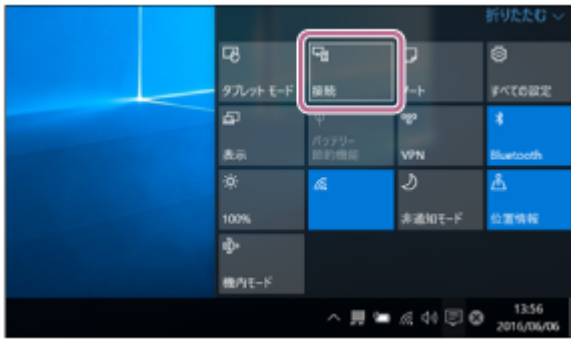 折りたたむ
タブレット モード
接続
ノート
すべての設定
表示
バッテリー
節約機能
VPN
Bluetooth
100%
非通知モード
位置情報
機内モード
13:56
2016/06/06